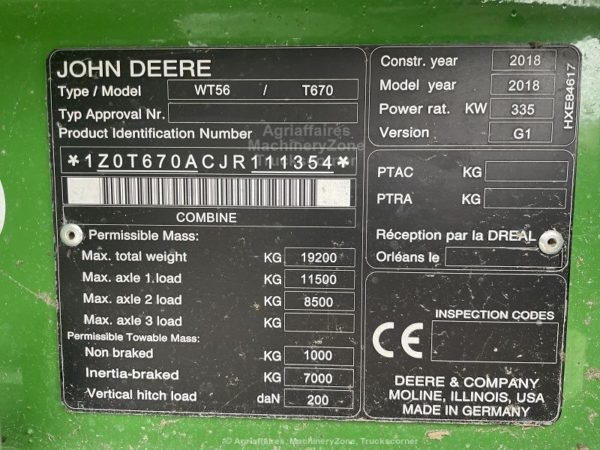 JOHN DEERE
Type / Model WT56 / T670
Typ Approval Nr.
Product Identification Number
*1Z0T670ACJR111354*
COMBINE
Permissible Mass:
Max. total weight KG 19200
Max. axle 1 load KG 11500
Max. axle 2 load KG 8500
Max. axle 3 load KG
Permissible Towable Mass:
Non braked KG 1000
Inertia-braked KG 7000
Vertical hitch load daN 200
Constr. year 2018
Model year 2018
Power rat. KW 335
Version G1
HXE84617
PTAC KG
PTRA KG
Réception par la DREAL
Orléans le
INSPECTION CODES
CE
DEERE & COMPANY
MOLINE, ILLINOIS, USA
MADE IN GERMANY
Agriaffaires
MachineryZone
Truckscorner
© Agriaffaires, MachineryZone, Truckscorner